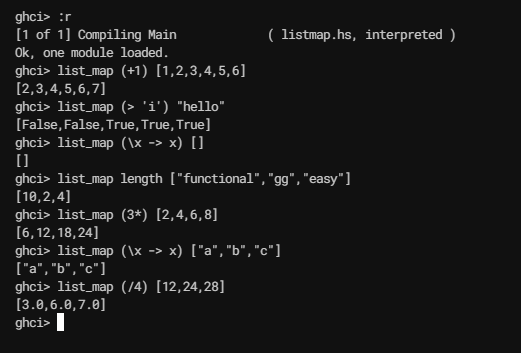 ghci> :r
[1 of 1] Compiling Main             ( listmap.hs, interpreted )
Ok, one module loaded.
ghci> list_map (+1) [1,2,3,4,5,6]
[2,3,4,5,6,7]
ghci> list_map (> 'i') "hello"
[False,False,True,True,True]
ghci> list_map (\x -> x) []
[]
ghci> list_map length ["functional","gg","easy"]
[10,2,4]
ghci> list_map (3*) [2,4,6,8]
[6,12,18,24]
ghci> list_map (\x -> x) ["a","b","c"]
["a","b","c"]
ghci> list_map (/4) [12,24,28]
[3.0,6.0,7.0]
ghci>